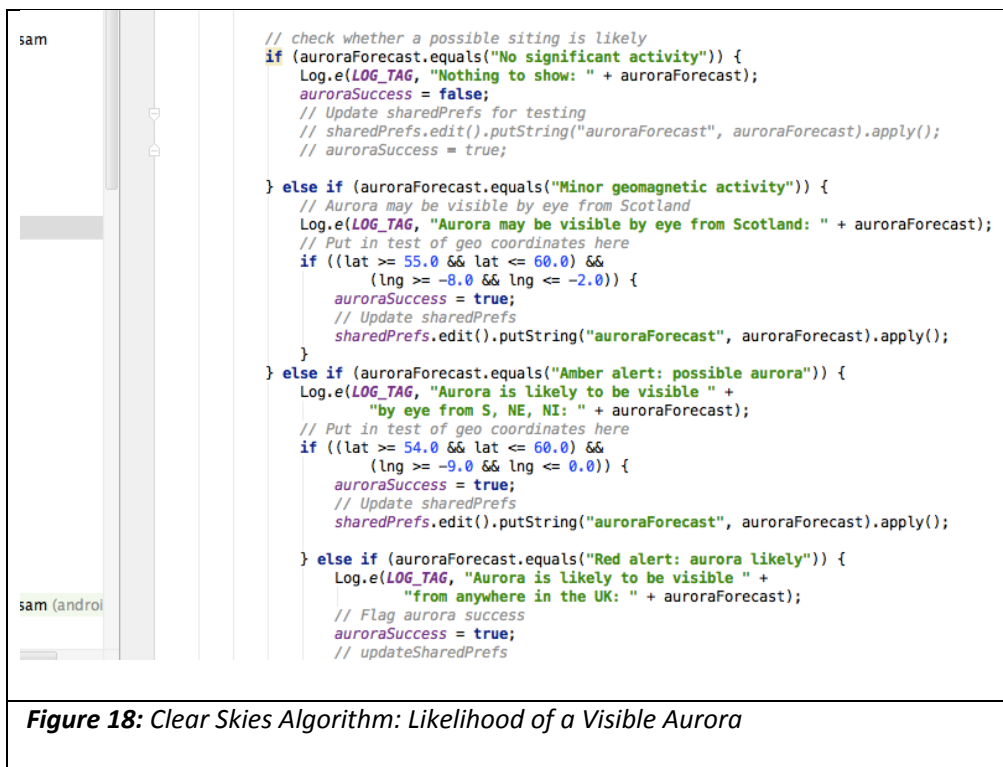 sam
// check whether a possible siting is likely
if (auroraForecast.equals("No significant activity")) {
Log.e(LOG_TAG, "Nothing to show: " + auroraForecast);
auroraSuccess = false;
// Update sharedPrefs for testing
// sharedPrefs.edit().putString("auroraForecast", auroraForecast).apply();
// auroraSuccess = true;
} else if (auroraForecast.equals("Minor geomagnetic activity")) {
// Aurora may be visible by eye from Scotland
Log.e(LOG_TAG, "Aurora may be visible by eye from Scotland: " + auroraForecast);
// Put in test of geo coordinates here
if ((lat >= 55.0 && lat <= 60.0) &&
(lng >= -8.0 && lng <= -2.0)) {
auroraSuccess = true;
// Update sharedPrefs
sharedPrefs.edit().putString("auroraForecast", auroraForecast).apply();
}
} else if (auroraForecast.equals("Amber alert: possible aurora")) {
Log.e(LOG_TAG, "Aurora is likely to be visible " +
"by eye from S, NE, NI: " + auroraForecast);
// Put in test of geo coordinates here
if ((lat >= 54.0 && lat <= 60.0) &&
(lng >= -9.0 && lng <= 0.0)) {
auroraSuccess = true;
// Update sharedPrefs
sharedPrefs.edit().putString("auroraForecast", auroraForecast).apply();
} else if (auroraForecast.equals("Red alert: aurora likely")) {
Log.e(LOG_TAG, "Aurora is likely to be visible " +
"from anywhere in the UK: " + auroraForecast);
// Flag aurora success
auroraSuccess = true;
// updateSharedPrefs
sam (androi
Figure 18: Clear Skies Algorithm: Likelihood of a Visible Aurora